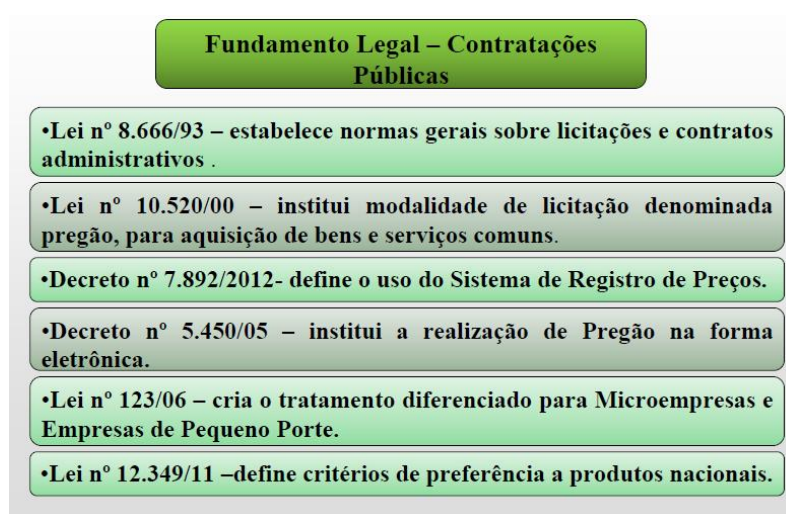 Fundamento Legal – Contratações
Públicas
•Lei nº 8.666/93 – estabelece normas gerais sobre licitações e contratos
administrativos .
•Lei nº 10.520/00 – institui modalidade de licitação denominada
pregão, para aquisição de bens e serviços comuns.
•Decreto nº 7.892/2012- define o uso do Sistema de Registro de Preços.
•Decreto nº 5.450/05 – institui a realização de Pregão na forma
eletrônica.
•Lei nº 123/06 – cria o tratamento diferenciado para Microempresas e
Empresas de Pequeno Porte.
•Lei nº 12.349/11 –define critérios de preferência a produtos nacionais.